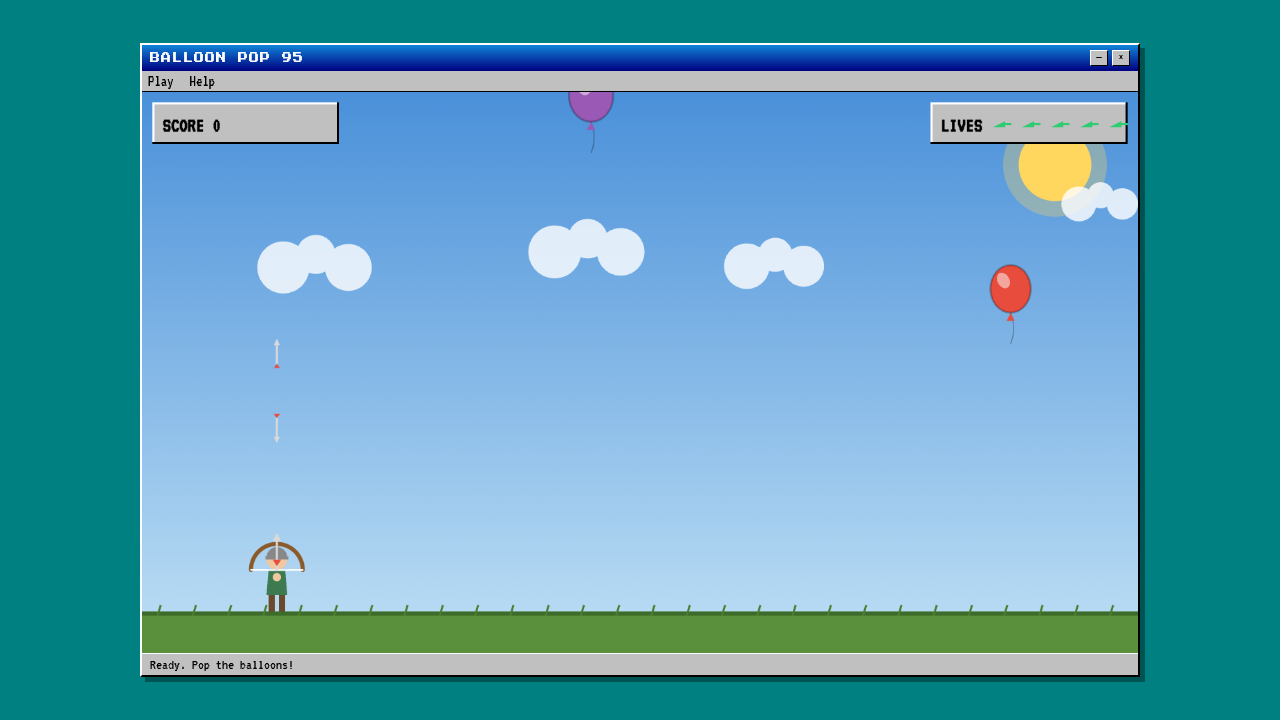 BALLOON POP 95
Play Help
SCORE 0
LIVES
Ready. Pop the balloons!